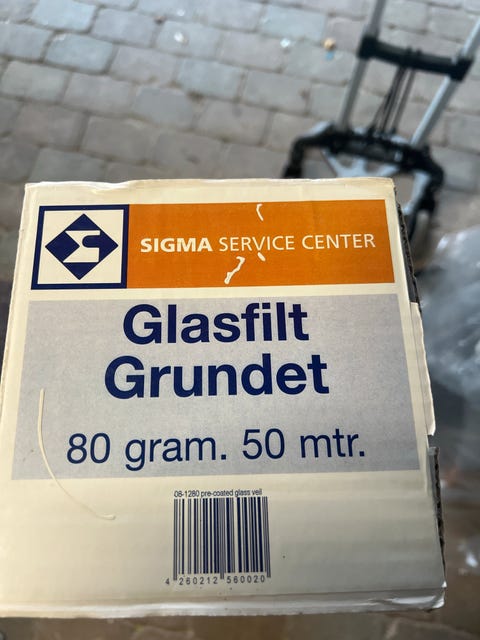 SIGMA SERVICE CENTER
Glasfilt
Grundet
80 gram. 50 mtr.
08-1280 pre-coated glass veil
4 260212 560020